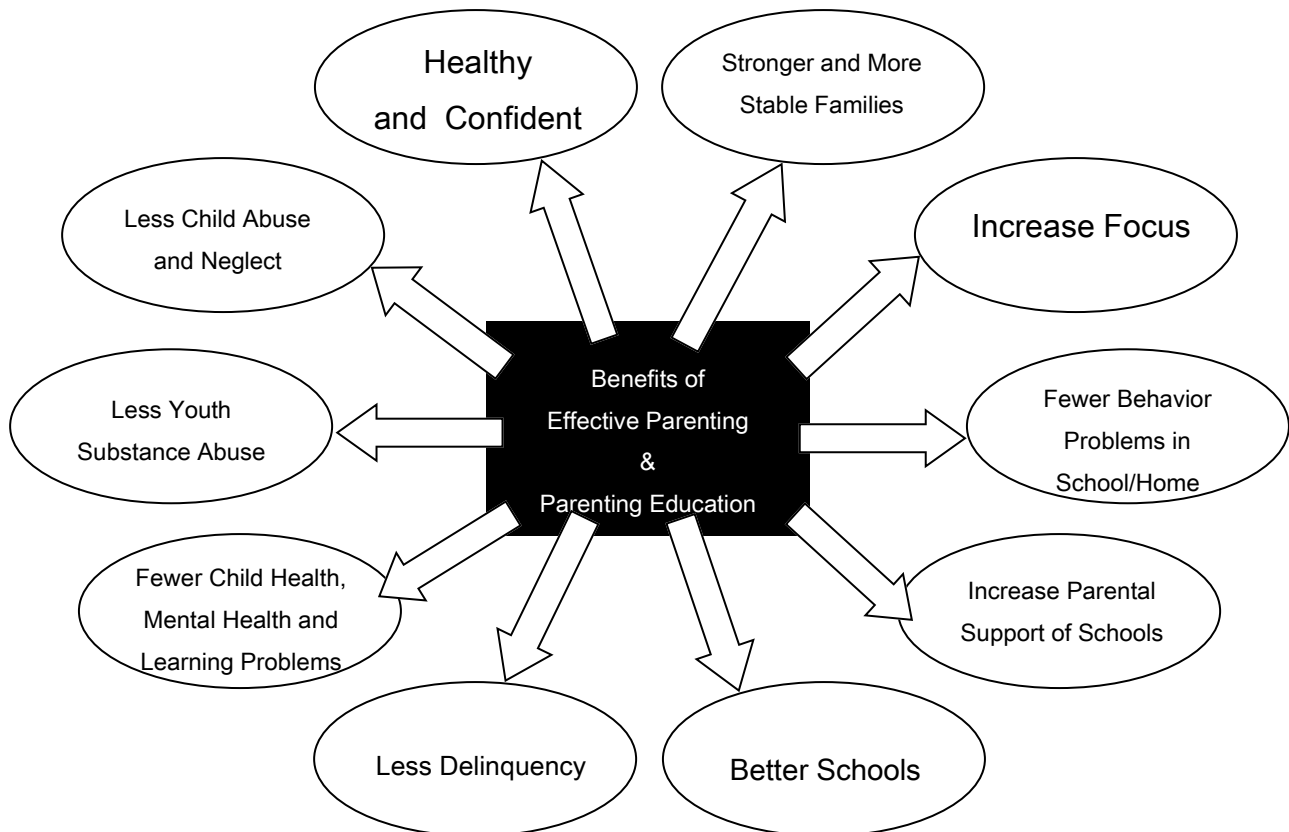 Healthy
and Confident
Stronger and More
Stable Families
Less Child Abuse
and Neglect
Increase Focus
Benefits of
Effective Parenting
&
Parenting Education
Less Youth
Substance Abuse
Fewer Behavior
Problems in
School/Home
Fewer Child Health,
Mental Health and
Learning Problems
Increase Parental
Support of Schools
Less Delinquency
Better Schools